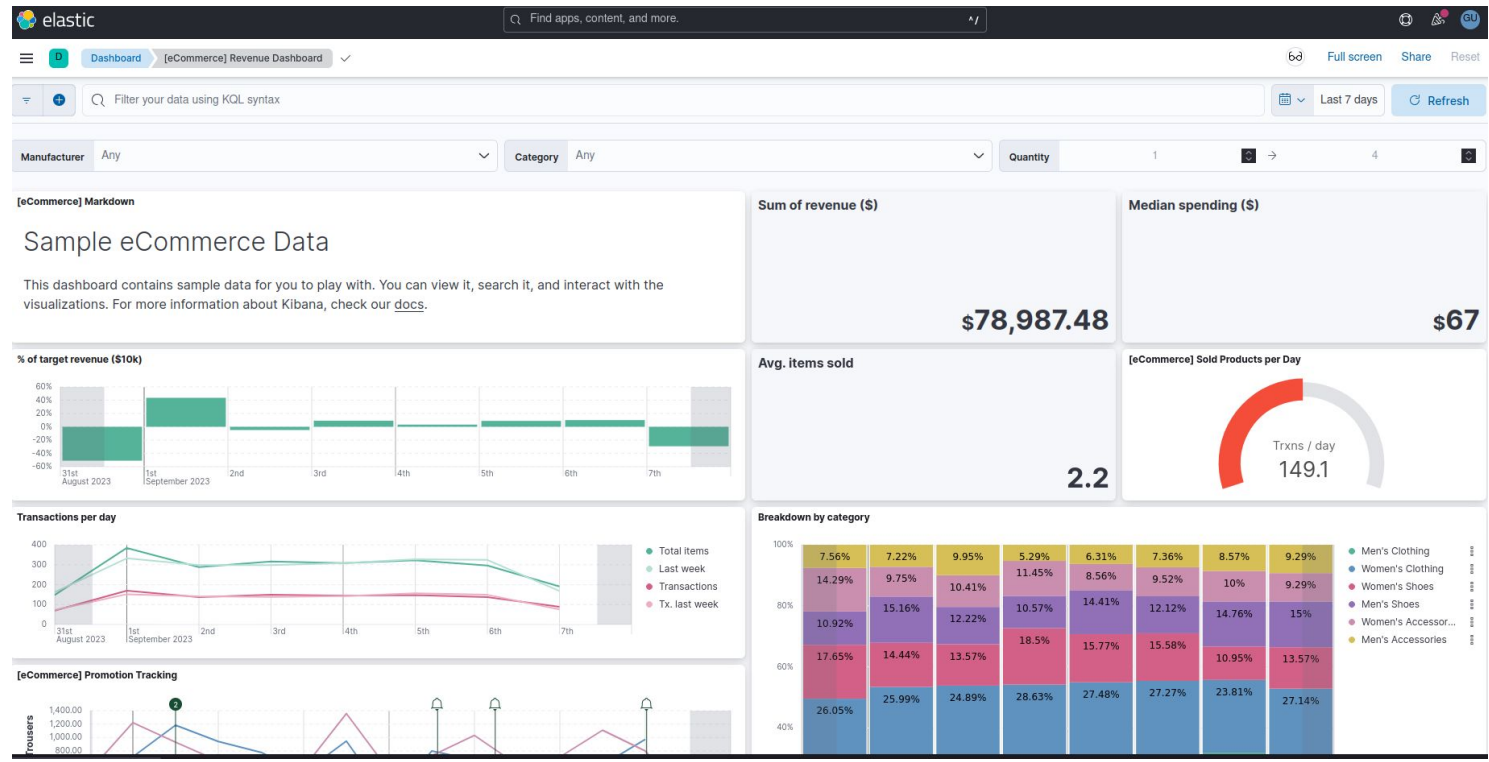 elastic
Find apps, content, and more.
^/
GU
D
Dashboard
[eCommerce] Revenue Dashboard
Full screen
Share
Reset
Filter your data using KQL syntax
Last 7 days
Refresh
Manufacturer
Any
Category
Any
Quantity
1
→
4
[eCommerce] Markdown
Sample eCommerce Data
This dashboard contains sample data for you to play with. You can view it, search it, and interact with the
visualizations. For more information about Kibana, check our docs.
Sum of revenue ($)
$78,987.48
Median spending ($)
$67
% of target revenue ($10k)
60%
40%
20%
0%
-20%
-40%
-60%
31st
August 2023
1st
September 2023
2nd
3rd
4th
5th
6th
7th
Avg. items sold
2.2
[eCommerce] Sold Products per Day
Trxns / day
149.1
Transactions per day
400
300
200
100
0
31st
August 2023
1st
September 2023
2nd
3rd
4th
5th
6th
7th
Total items
Last week
Transactions
Tx. last week
Breakdown by category
100%
80%
60%
40%
7.56% 7.22% 9.95% 5.29% 6.31% 7.36% 8.57% 9.29%
14.29% 9.75% 10.41% 11.45% 8.56% 9.52% 10% 9.29%
10.92% 15.16% 12.22% 10.57% 14.41% 12.12% 14.76% 15%
17.65% 14.44% 13.57% 18.5% 15.77% 15.58% 10.95% 13.57%
26.05% 25.99% 24.89% 28.63% 27.48% 27.27% 23.81% 27.14%
Men's Clothing
Women's Clothing
Women's Shoes
Men's Shoes
Women's Accessor...
Men's Accessories
[eCommerce] Promotion Tracking
2
1,400.00
1,200.00
1,000.00
800.00
Trousers